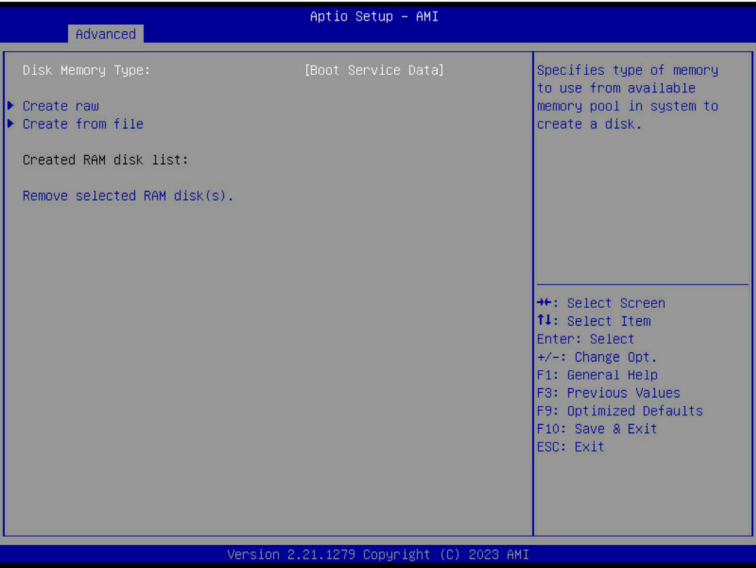 Aptio Setup – AMI
Advanced
Disk Memory Type: [Boot Service Data]
Create raw
Create from file
Created RAM disk list:
Remove selected RAM disk(s).
Specifies type of memory
to use from available
memory pool in system to
create a disk.
→←: Select Screen
↑↓: Select Item
Enter: Select
+/-: Change Opt.
F1: General Help
F3: Previous Values
F9: Optimized Defaults
F10: Save & Exit
ESC: Exit
Version 2.21.1279 Copyright (C) 2023 AMI